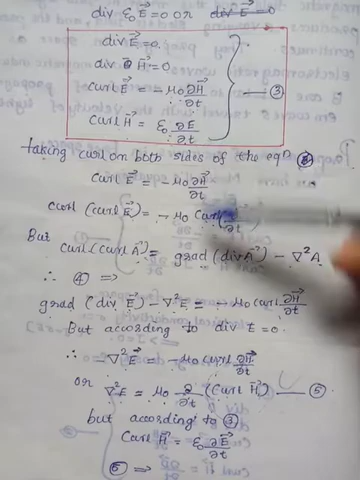 div ε₀E⃗ = 0 or div E⃗ = 0
div E⃗ = 0.
div H⃗ = 0
curl E⃗ = -μ₀ ∂H⃗/∂t
curl H⃗ = ε₀ ∂E⃗/∂t
— ③
taking curl on both sides of the eqn
curl E⃗ = -μ₀ ∂H⃗/∂t
curl (curl E⃗) = -μ₀ curl (∂H⃗/∂t)
But curl (curl A⃗) = grad (div A⃗) - ∇²A
∴ ④ ⇒
grad (div E⃗) - ∇²E = -μ₀ curl ∂H⃗/∂t
But according to div E = 0.
∴ -∇²E⃗ = -μ₀ curl ∂H⃗/∂t
or ∇²E = μ₀ ∂/∂t (curl H⃗) — ⑤
but according to ③
curl H⃗ = ε₀ ∂E⃗/∂t
⑤ ⇒